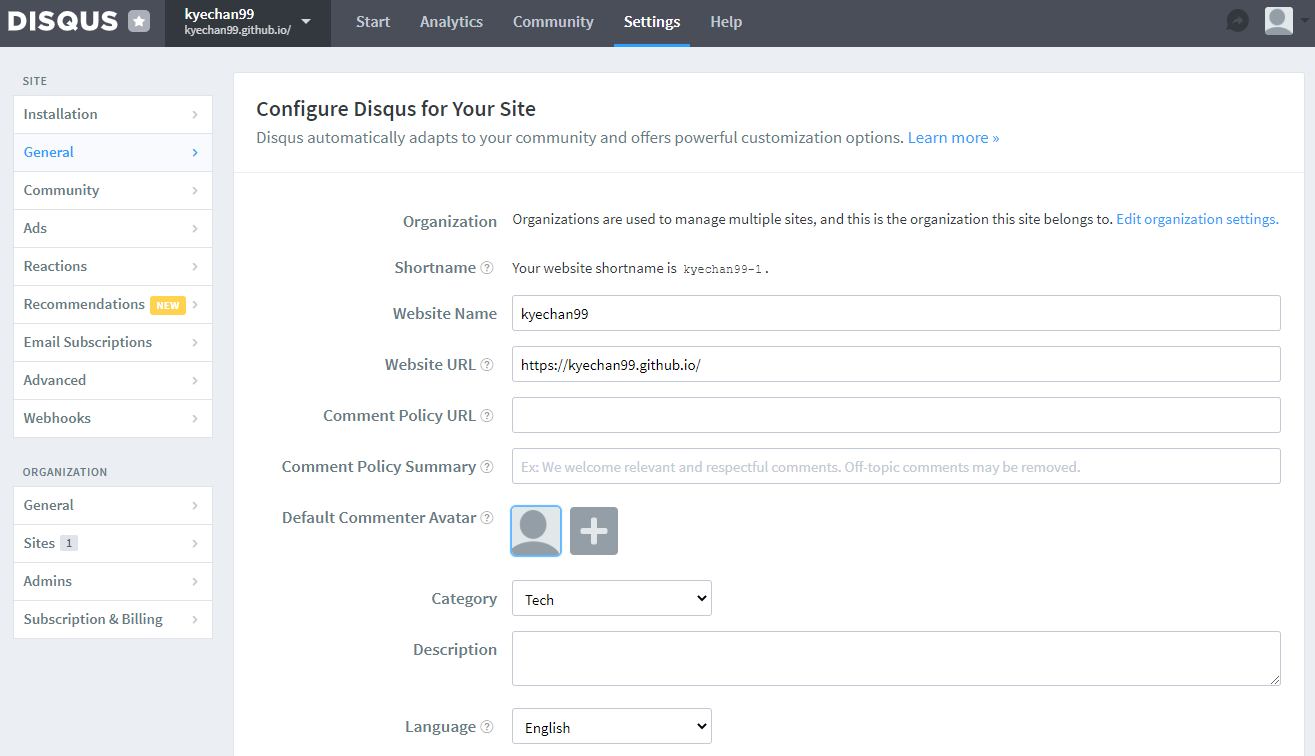 DISQUS
kyechan99
kyechan99.github.io/
Start Analytics Community Settings Help
SITE
Installation
General
Community
Ads
Reactions
Recommendations NEW
Email Subscriptions
Advanced
Webhooks
ORGANIZATION
General
Sites 1
Admins
Subscription & Billing
Configure Disqus for Your Site
Disqus automatically adapts to your community and offers powerful customization options. Learn more »
Organization Organizations are used to manage multiple sites, and this is the organization this site belongs to. Edit organization settings.
Shortname ? Your website shortname is kyechan99-1.
Website Name kyechan99
Website URL ? https://kyechan99.github.io/
Comment Policy URL ?
Comment Policy Summary ? Ex: We welcome relevant and respectful comments. Off-topic comments may be removed.
Default Commenter Avatar ?
Category Tech
Description
Language ? English